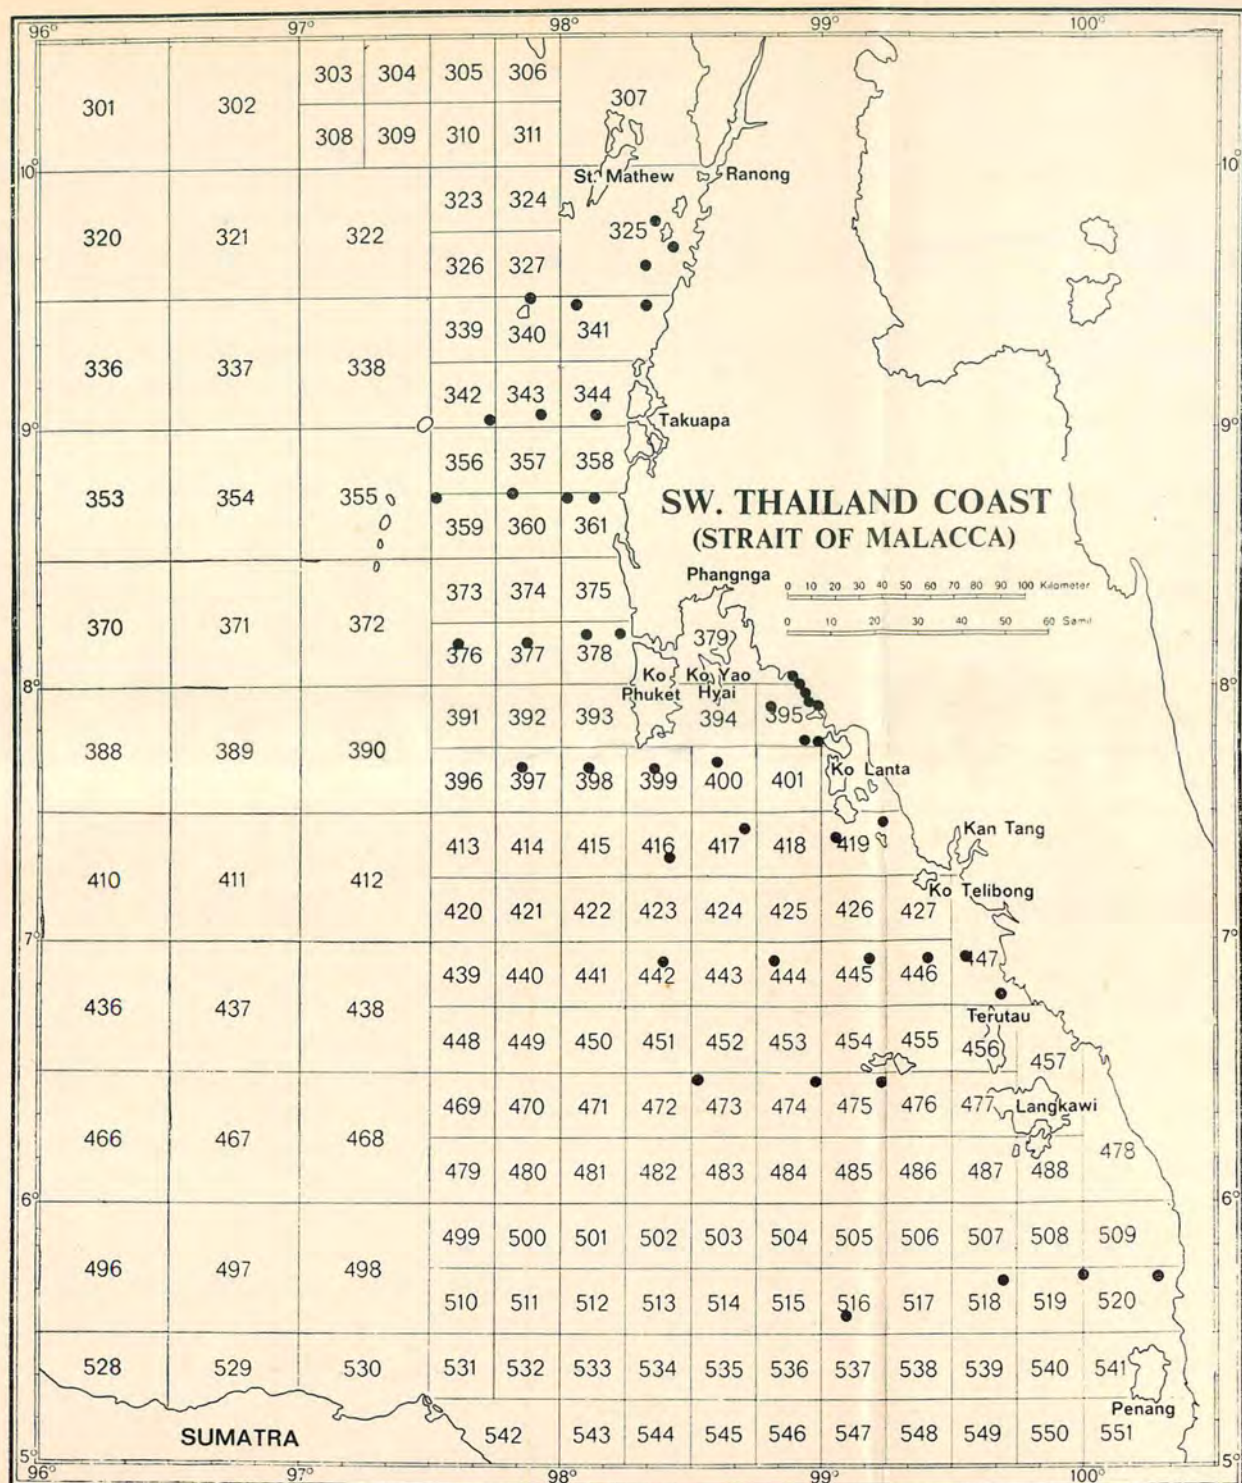 96° 97° 98° 99° 100°
303 304 305 306
301 302 307
308 309 310 311
10° 10°
St. Mathew Ranong
323 324
320 321 322 325
326 327
339 340 341
336 337 338
342 343 344
9° Takuapa 9°
356 357 358
353 354 355
SW. THAILAND COAST
359 360 361
(STRAIT OF MALACCA)
Phangnga
0 10 20 30 40 50 60 70 80 90 100 Kilometer
373 374 375
370 371 372
0 10 20 30 40 50 60 Samil
379
376 377 378
8° Ko Ko Yao 8°
Phuket Hyai
391 392 393 394 395
388 389 390
396 397 398 399 400 401 Ko Lanta
Kan Tang
413 414 415 416 417 418 419
410 411 412
Ko Telibong
420 421 422 423 424 425 426 427
7° 7°
439 440 441 442 443 444 445 446 447
436 437 438
Terutau
448 449 450 451 452 453 454 455 456 457
469 470 471 472 473 474 475 476 477 Langkawi
466 467 468
478
479 480 481 482 483 484 485 486 487 488
6° 6°
499 500 501 502 503 504 505 506 507 508 509
496 497 498
510 511 512 513 514 515 516 517 518 519 520
528 529 530 531 532 533 534 535 536 537 538 539 540 541
Penang
SUMATRA 542 543 544 545 546 547 548 549 550 551
5° 5°
96° 97° 98° 99° 100°